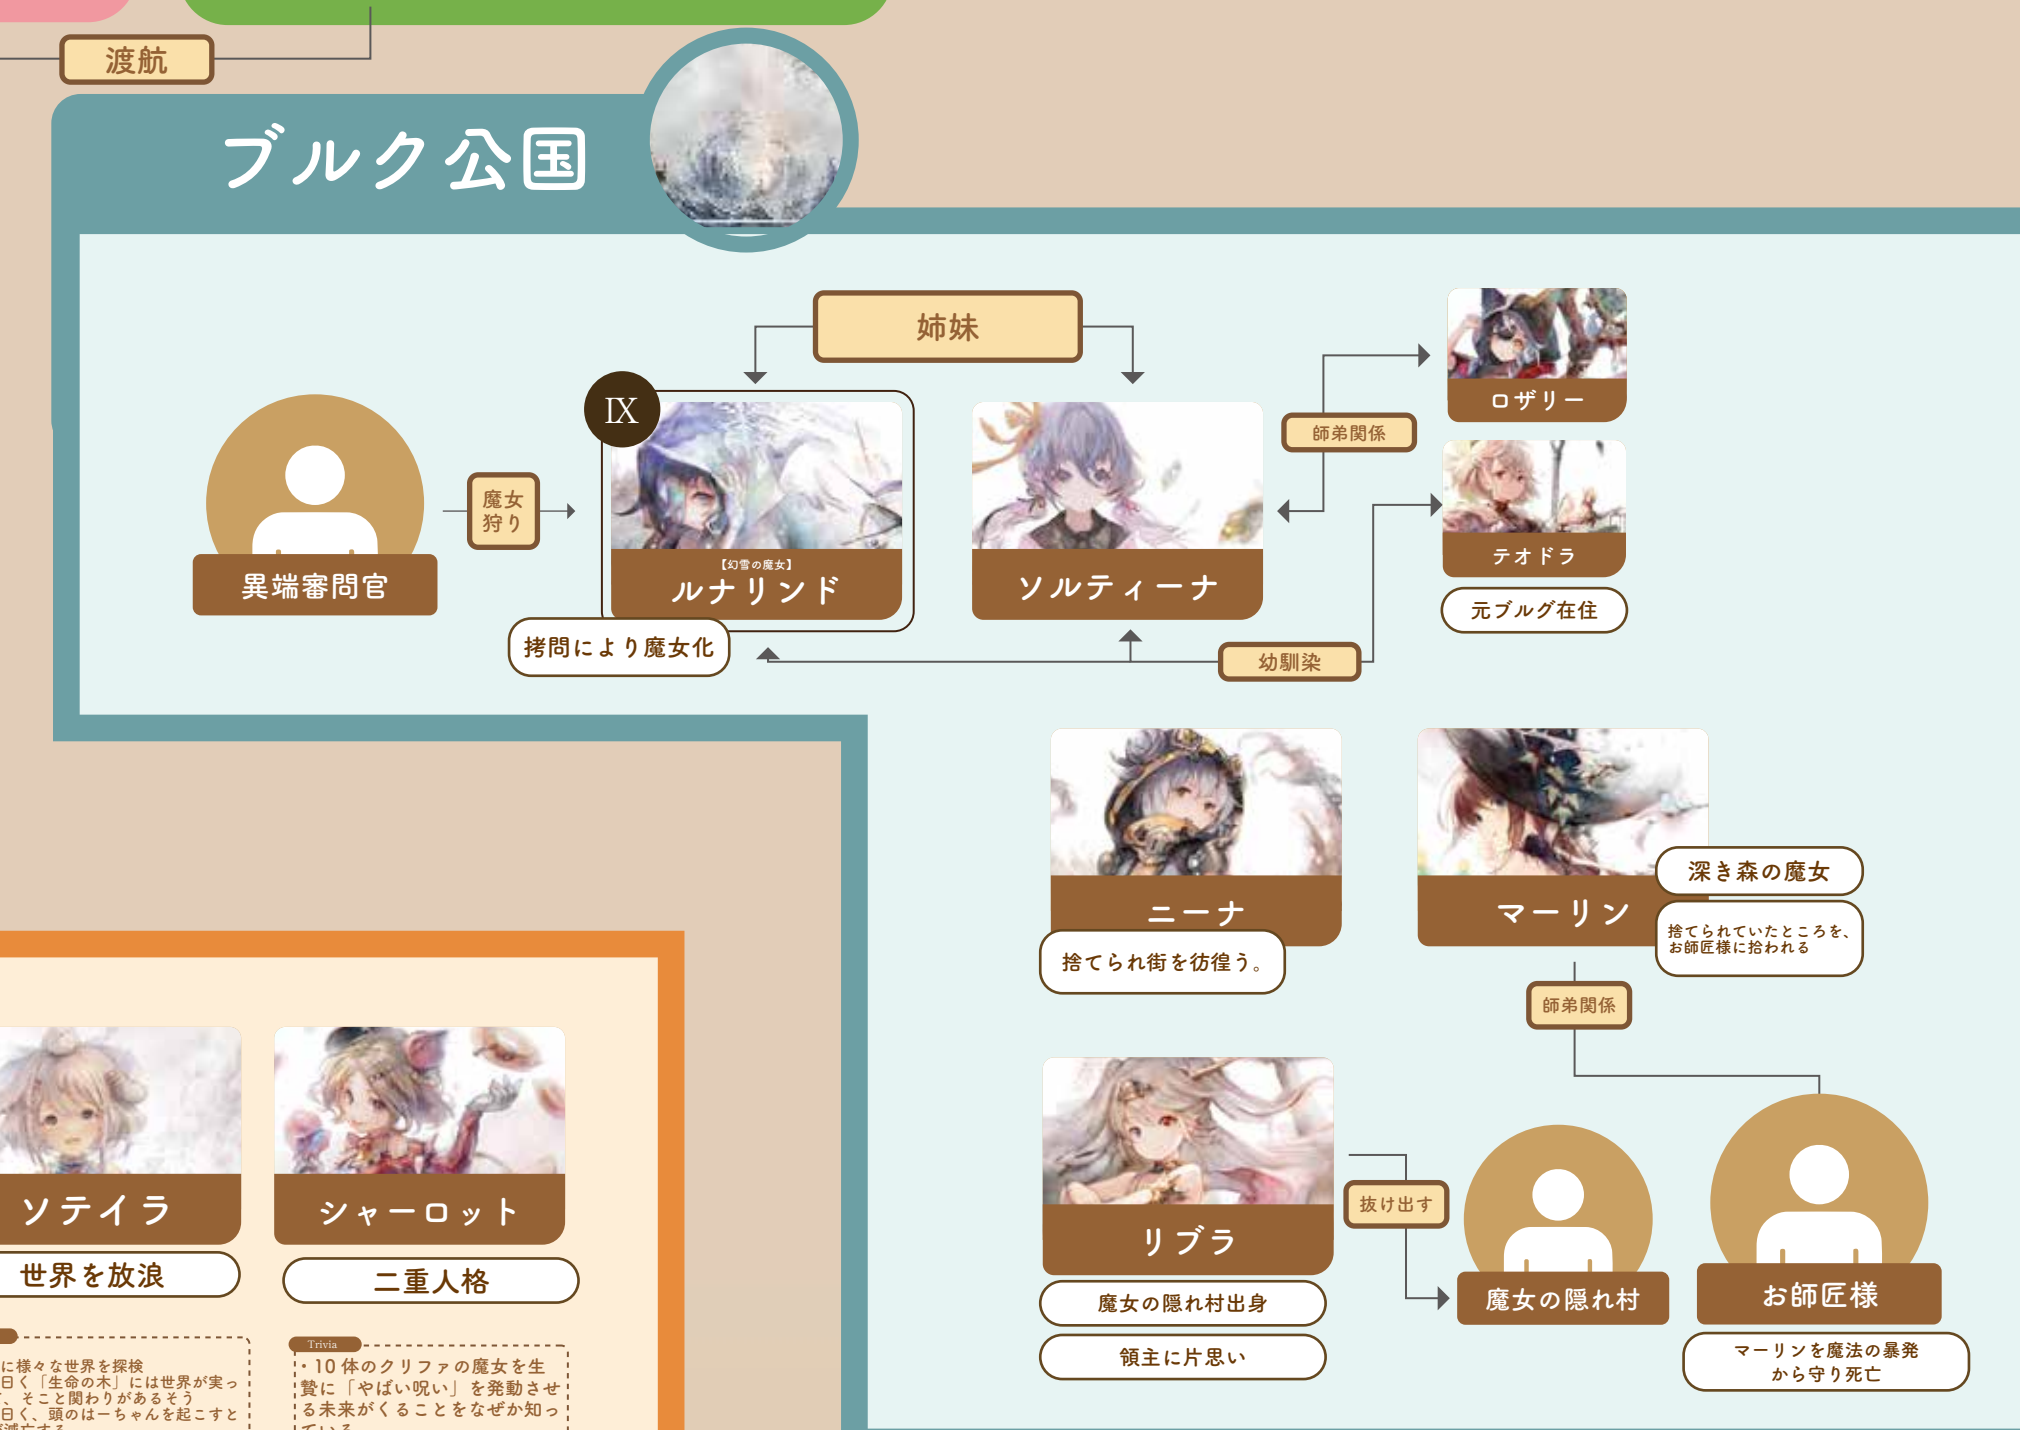 渡航
ブルク公国
姉妹
ロザリー
師弟関係
IX
魔女
狩り
異端審問官
【幻雪の魔女】
ルナリンド
拷問により魔女化
ソルティーナ
テオドラ
元ブルグ在住
幼馴染
ニーナ
捨てられ街を彷徨う。
マーリン
深き森の魔女
捨てられていたところを、
お師匠様に拾われる
師弟関係
リブラ
魔女の隠れ村出身
領主に片思い
抜け出す
魔女の隠れ村
お師匠様
マーリンを魔法の暴発
から守り死亡
ソテイラ
世界を放浪
に様々な世界を探検
曰く「生命の木」には世界が実っ
、そこと関わりがあるそう
曰く、頭のはーちゃんを起こすと
シャーロット
二重人格
Trivia
・10 体のクリファの魔女を生
贄に「やばい呪い」を発動させ
る未来がくることをなぜか知っ
ている